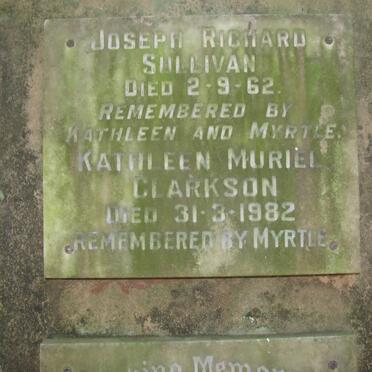 JOSEPH RICHARD
SULLIVAN
DIED 2-9-62.
REMEMBERED BY
KATHLEEN AND MYRTLE.
KATHLEEN MURIEL
CLARKSON
DIED 31-3-1982
REMEMBERED BY MYRTLE